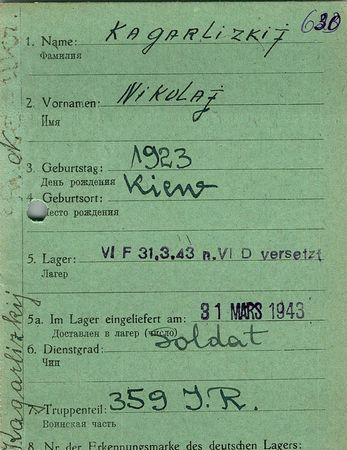 630
1. Name: Kagarlizkij
Фамилия
2. Vornamen: Nikolaj
Имя
3. Geburtstag: 1923
День рождения
4. Geburtsort: Kiew
Место рождения
5. Lager: VI F 31.3.43 n. VI D versetzt
Лагер
5a. Im Lager eingeliefert am: 31 MARS 1943
Доставлен в лагер (число)
6. Dienstgrad: Soldat
Чин
7. Truppenteil: 359 J.R.
Воинская часть
8. Nr. der Erkennungsmarke des deutschen Lagers:
Kagarlizkij